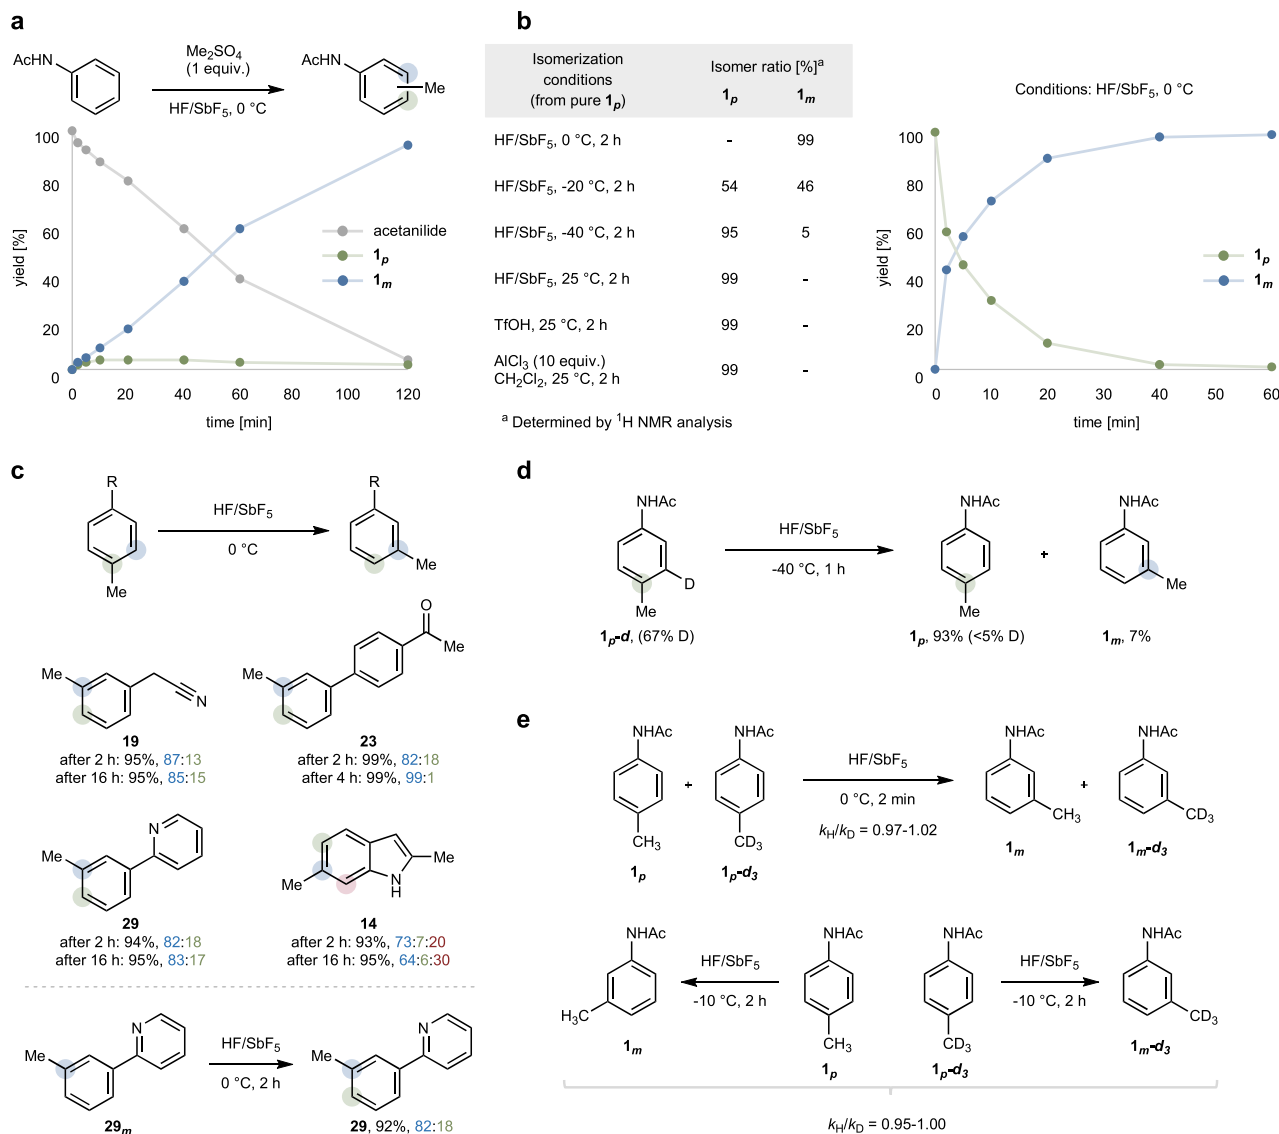 a
AcHN
Me2SO4
(1 equiv.)
HF/SbF5, 0 °C
AcHN
Me
100
80
60
40
20
0
yield [%]
0
20
40
60
80
100
120
time [min]
acetanilide
1p
1m
b
Isomerization
conditions
(from pure 1p)
Isomer ratio [%]a
1p
1m
HF/SbF5, 0 °C, 2 h - 99
HF/SbF5, -20 °C, 2 h 54 46
HF/SbF5, -40 °C, 2 h 95 5
HF/SbF5, 25 °C, 2 h 99 -
TfOH, 25 °C, 2 h 99 -
AlCl3 (10 equiv.)
CH2Cl2, 25 °C, 2 h 99 -
a Determined by 1H NMR analysis
Conditions: HF/SbF5, 0 °C
100
80
60
40
20
0
yield [%]
0
10
20
30
40
50
60
time [min]
1p
1m
c
R
Me
HF/SbF5
0 °C
R
Me
Me
N
19
after 2 h: 95%, 87:13
after 16 h: 95%, 85:15
Me
O
Me
23
after 2 h: 99%, 82:18
after 4 h: 99%, 99:1
Me
N
29
after 2 h: 94%, 82:18
after 16 h: 95%, 83:17
Me
N
H
Me
14
after 2 h: 93%, 73:7:20
after 16 h: 95%, 64:6:30
Me
N
29m
HF/SbF5
0 °C, 2 h
Me
N
29, 92%, 82:18
d
NHAc
D
Me
1p-d, (67% D)
HF/SbF5
-40 °C, 1 h
NHAc
Me
1p, 93% (<5% D)
+
NHAc
Me
1m, 7%
e
NHAc
CH3
1p
+
NHAc
CD3
1p-d3
HF/SbF5
0 °C, 2 min
kH/kD = 0.97-1.02
NHAc
CH3
1m
+
NHAc
CD3
1m-d3
NHAc
H3C
1m
HF/SbF5
-10 °C, 2 h
NHAc
CH3
1p
NHAc
CD3
1p-d3
HF/SbF5
-10 °C, 2 h
NHAc
CD3
1m-d3
kH/kD = 0.95-1.00